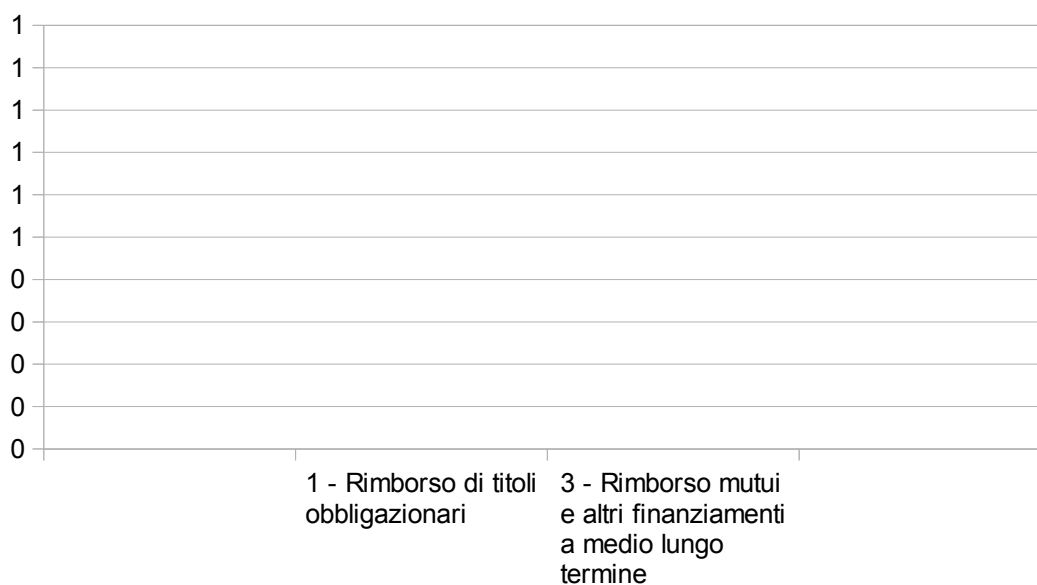 1
1
1
1
1
1
0
0
0
0
0
1 - Rimborso di titoli
obbligazionari
3 - Rimborso mutui
e altri finanziamenti
a medio lungo
termine